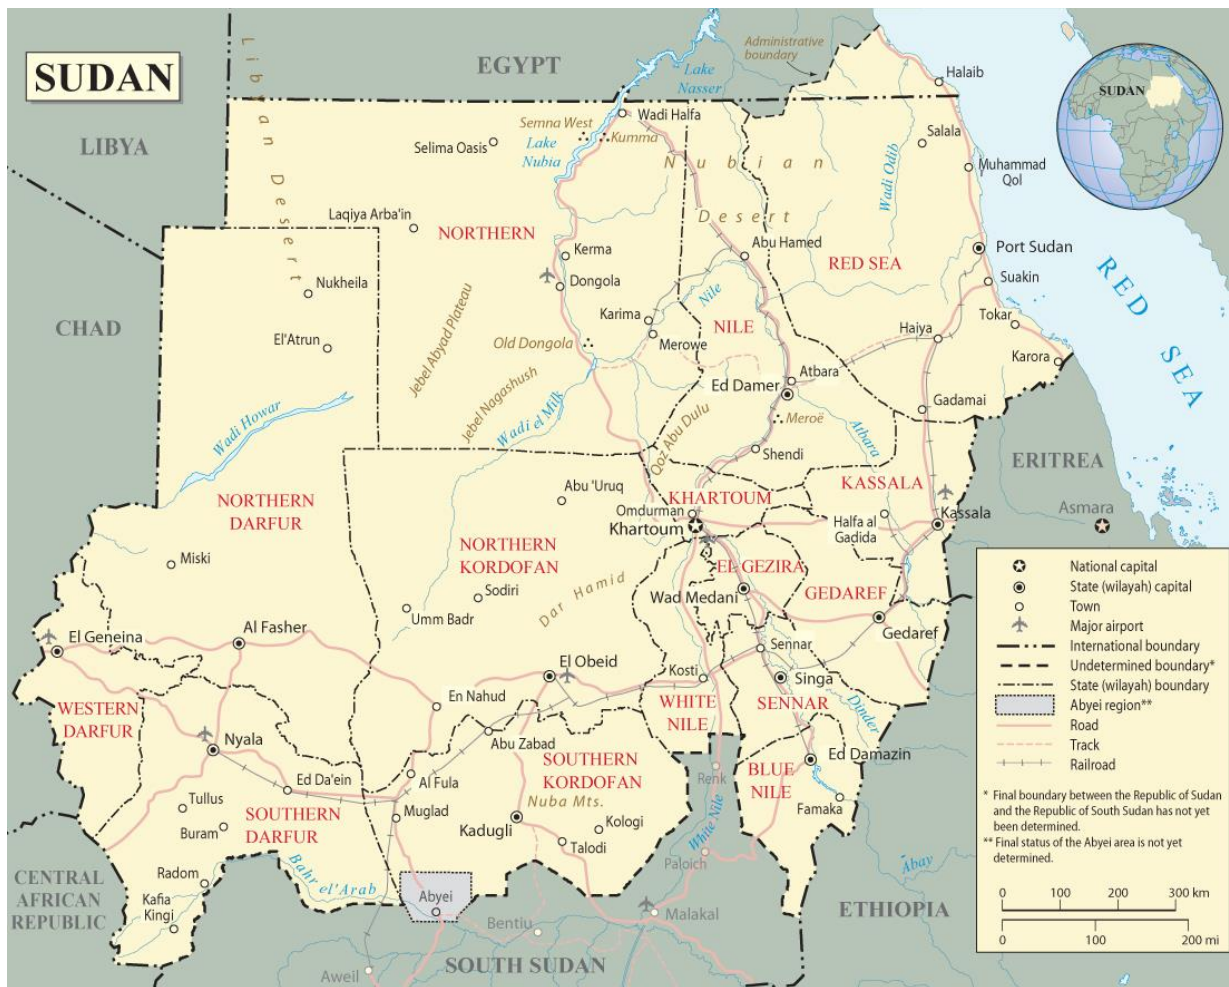 SUDAN
SUDAN
EGYPT
LIBYA
CHAD
CENTRAL
AFRICAN
REPUBLIC
SOUTH SUDAN
ETHIOPIA
ERITREA
RED SEA
Administrative
boundary
Lake
Nasser
Libyan Desert
Halaib
Wadi Halfa
Semna West
Kumma
Lake
Nubia
Selima Oasis
Salala
Nubian
Desert
Wadi Odib
Muhammad
Qol
Laqiya Arba'in
NORTHERN
Kerma
Abu Hamed
RED SEA
Port Sudan
Suakin
Nukheila
Dongola
Nile
Jebel Abyad Plateau
Karima
NILE
Tokar
Haiya
El'Atrun
Old Dongola
Merowe
Karora
Jebel Nagashush
Atbara
Ed Damer
Wadi Howar
Wadi el Milk
Qoz Abu Dulu
Meroë
Gadamai
Atbara
Shendi
NORTHERN
DARFUR
Abu 'Uruq
KHARTOUM
KASSALA
Omdurman
Khartoum
Halfa al
Gadida
Kassala
Asmara
Miski
NORTHERN
KORDOFAN
EL GEZIRA
Sodiri
Dar Hamid
Wad Medani
GEDAREF
Umm Badr
Gedaref
El Geneina
Al Fasher
Sennar
El Obeid
Kosti
Singa
WESTERN
DARFUR
En Nahud
WHITE
NILE
SENNAR
Dinder
Nyala
Abu Zabad
SOUTHERN
KORDOFAN
Ed Damazin
Renk
BLUE
NILE
Ed Da'ein
Al Fula
Tullus
Nuba Mts.
Famaka
SOUTHERN
DARFUR
Muglad
Buram
Kadugli
Kologi
Talodi
White Nile
Paloich
Abay
Radom
Bahr
el'Arab
Kafia
Kingi
Abyei
Malakal
Bentiu
Aweil
National capital
State (wilayah) capital
Town
Major airport
International boundary
Undetermined boundary*
State (wilayah) boundary
Abyei region**
Road
Track
Railroad
* Final boundary between the Republic of Sudan
and the Republic of South Sudan has not yet
been determined.
** Final status of the Abyei area is not yet
determined.
0 100 200 300 km
0 100 200 mi